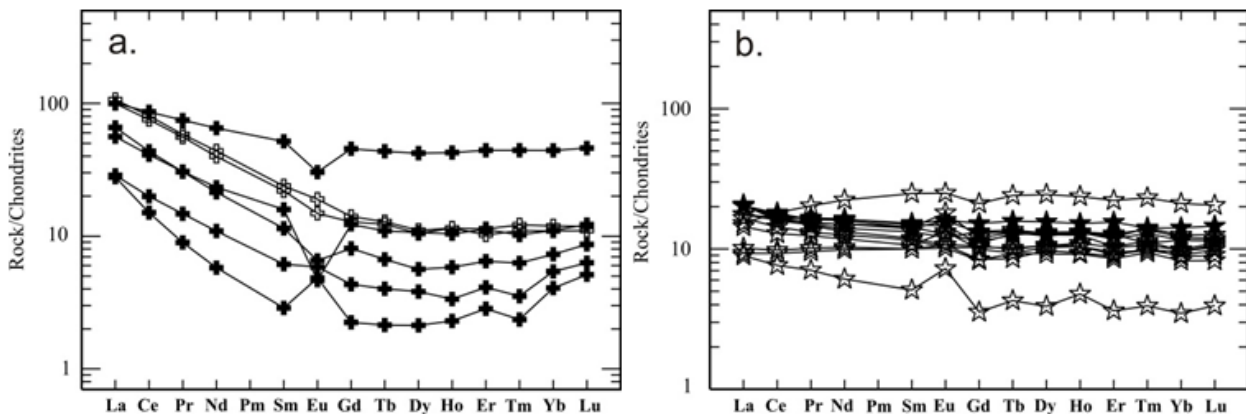 a.
Rock/Chondrites
100
10
1
La Ce Pr Nd Pm Sm Eu Gd Tb Dy Ho Er Tm Yb Lu
b.
Rock/Chondrites
100
10
1
La Ce Pr Nd Pm Sm Eu Gd Tb Dy Ho Er Tm Yb Lu